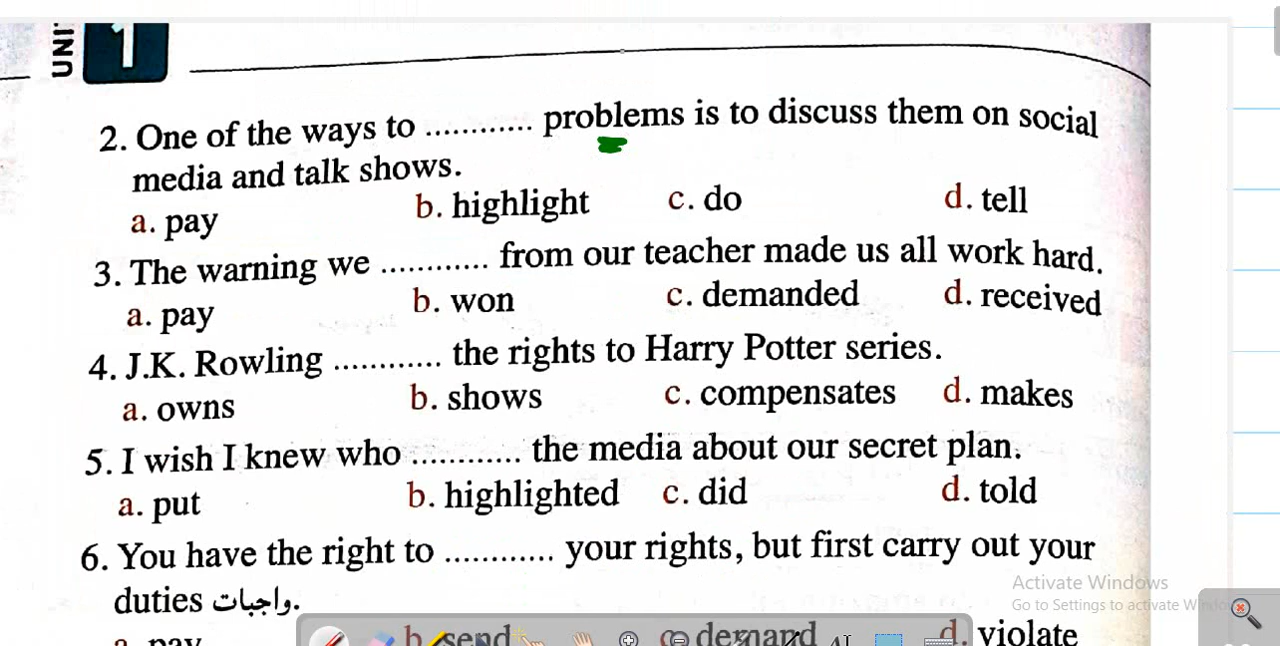 UNIT 1
2. One of the ways to ............ problems is to discuss them on social
media and talk shows.
a. pay b. highlight c. do d. tell
3. The warning we ............ from our teacher made us all work hard.
a. pay b. won c. demanded d. received
4. J.K. Rowling ............ the rights to Harry Potter series.
a. owns b. shows c. compensates d. makes
5. I wish I knew who ............ the media about our secret plan.
a. put b. highlighted c. did d. told
6. You have the right to ............ your rights, but first carry out your
duties واجبات.
a. pay b. send c. demand d. violate
Activate Windows
Go to Settings to activate Windows